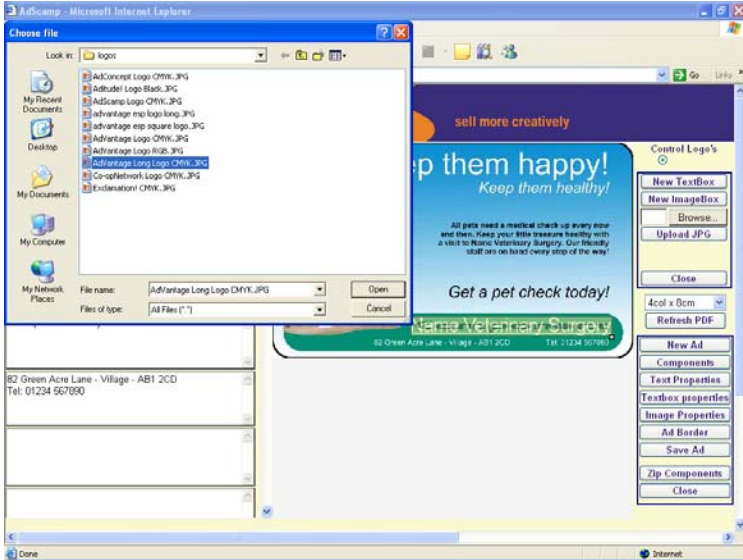 AdScamp - Microsoft Internet Explorer
Choose file
Look in:
logos
My Recent
Documents
Desktop
My Documents
My Computer
My Network
Places
AdConcept Logo CMYK.JPG
Aditude! Logo Black.JPG
AdScamp Logo CMYK.JPG
advantage esp logo long.JPG
advantage esp square logo.JPG
AdVantage Logo CMYK.JPG
AdVantage Logo RGB.JPG
AdVantage Long Logo CMYK.JPG
Co-opNetwork Logo CMYK.JPG
Exclamation! CMYK.JPG
File name:
AdVantage Long Logo CMYK.JPG
Open
Files of type:
All Files (*.*)
Cancel
Go
Links
sell more creatively
p them happy!
Keep them healthy!
All pets need a medical check up every now
and then. Keep your little treasure healthy with
a visit to Name Veterinary Surgery. Our friendly
staff are on hand every step of the way!
Get a pet check today!
Name Veterinary Surgery
82 Green Acre Lane - Village - AB1 2CD
Tel: 01234 567890
82 Green Acre Lane - Village - AB1 2CD
Tel: 01234 567890
Control Logo's
New TextBox
New ImageBox
Browse...
Upload JPG
Close
4col x 8cm
Refresh PDF
New Ad
Components
Text Properties
Textbox properties
Image Properties
Ad Border
Save Ad
Zip Components
Close
Done
Internet